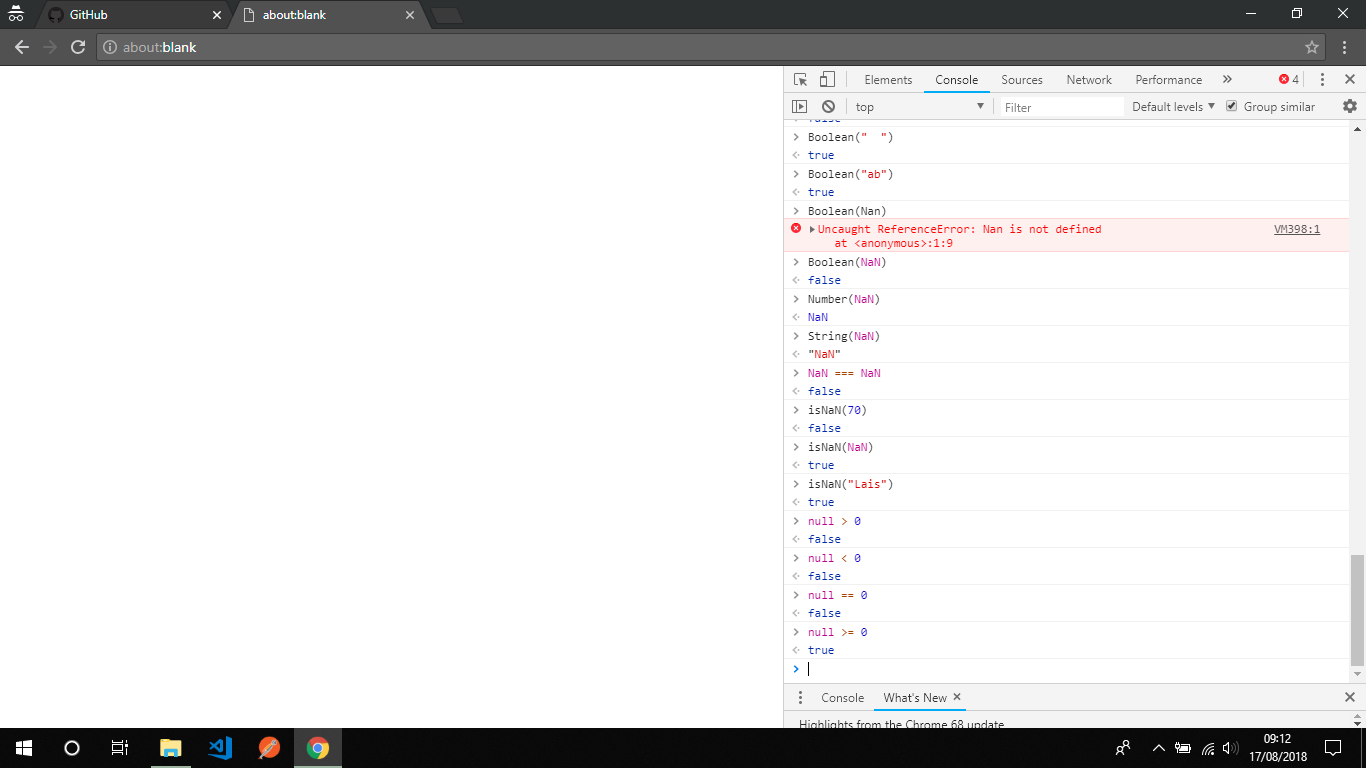 GitHub
about:blank
about:blank
Elements Console Sources Network Performance » 4
top Filter Default levels Group similar
false
Boolean("  ")
true
Boolean("ab")
true
Boolean(Nan)
Uncaught ReferenceError: Nan is not defined VM398:1
at <anonymous>:1:9
Boolean(NaN)
false
Number(NaN)
NaN
String(NaN)
"NaN"
NaN === NaN
false
isNaN(70)
false
isNaN(NaN)
true
isNaN("Lais")
true
null > 0
false
null < 0
false
null == 0
false
null >= 0
true
Console What's New
Highlights from the Chrome 68 update
09:12
17/08/2018